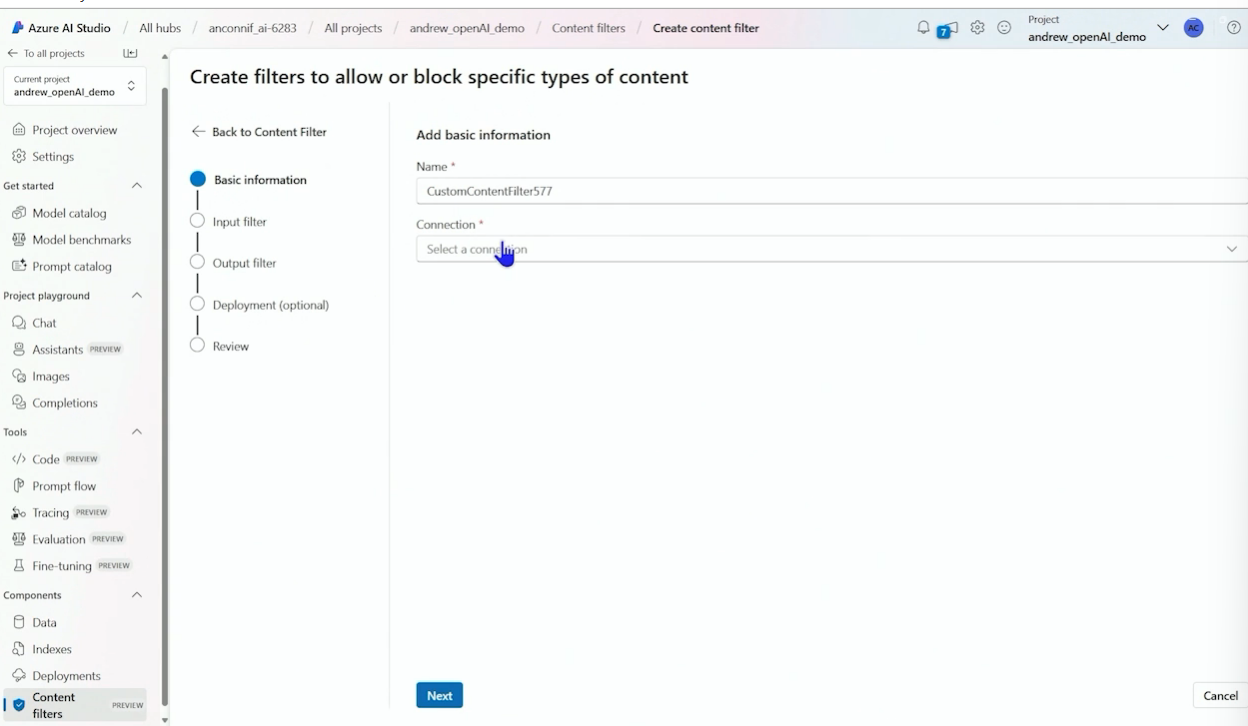 Azure AI Studio / All hubs / anconnif_ai-6283 / All projects / andrew_openAI_demo / Content filters / Create content filter
7
Project
andrew_openAI_demo
AC
To all projects
Current project
andrew_openAI_demo
Project overview
Settings
Get started
Model catalog
Model benchmarks
Prompt catalog
Project playground
Chat
Assistants PREVIEW
Images
Completions
Tools
Code PREVIEW
Prompt flow
Tracing PREVIEW
Evaluation PREVIEW
Fine-tuning PREVIEW
Components
Data
Indexes
Deployments
Content
filters PREVIEW
Create filters to allow or block specific types of content
Back to Content Filter
Basic information
Input filter
Output filter
Deployment (optional)
Review
Add basic information
Name *
CustomContentFilter577
Connection *
Select a connection
Next
Cancel